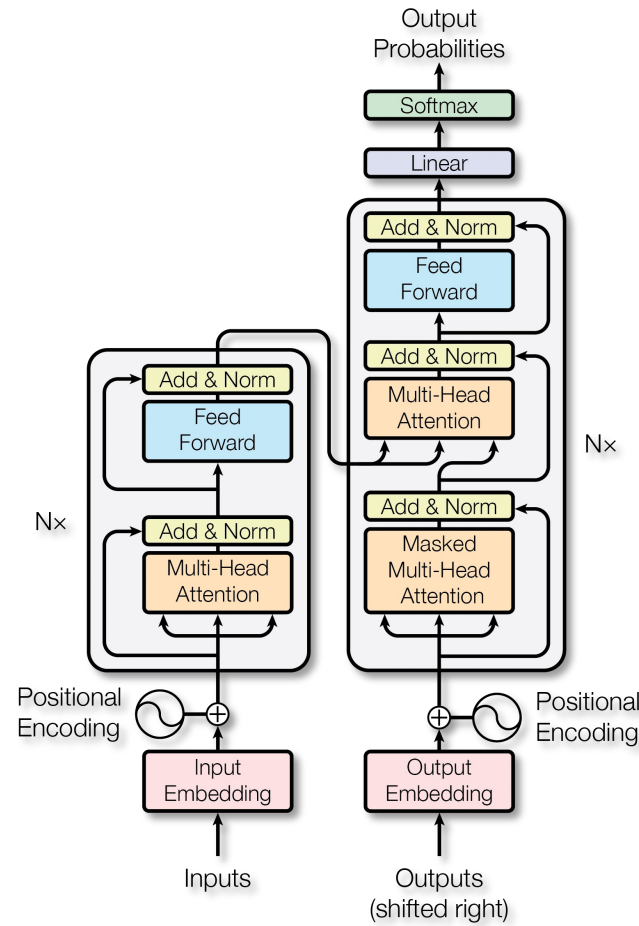 Output
Probabilities
Softmax
Linear
Add & Norm
Feed
Forward
Add & Norm
Multi-Head
Attention
Add & Norm
Masked
Multi-Head
Attention
Nx
Add & Norm
Feed
Forward
Add & Norm
Multi-Head
Attention
Nx
Positional
Encoding
Positional
Encoding
Input
Embedding
Output
Embedding
Inputs
Outputs
(shifted right)